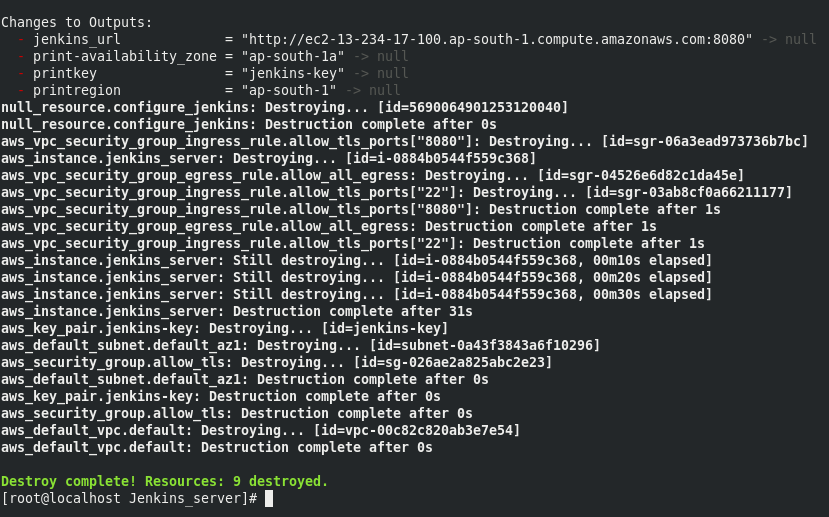 Changes to Outputs:
  - jenkins_url             = "http://ec2-13-234-17-100.ap-south-1.compute.amazonaws.com:8080" -> null
  - print-availability_zone = "ap-south-1a" -> null
  - printkey                = "jenkins-key" -> null
  - printregion             = "ap-south-1" -> null
null_resource.configure_jenkins: Destroying... [id=5690064901253120040]
null_resource.configure_jenkins: Destruction complete after 0s
aws_vpc_security_group_ingress_rule.allow_tls_ports["8080"]: Destroying... [id=sgr-06a3ead973736b7bc]
aws_instance.jenkins_server: Destroying... [id=i-0884b0544f559c368]
aws_vpc_security_group_egress_rule.allow_all_egress: Destroying... [id=sgr-04526e6d82c1da45e]
aws_vpc_security_group_ingress_rule.allow_tls_ports["22"]: Destroying... [id=sgr-03ab8cf0a66211177]
aws_vpc_security_group_ingress_rule.allow_tls_ports["8080"]: Destruction complete after 1s
aws_vpc_security_group_egress_rule.allow_all_egress: Destruction complete after 1s
aws_vpc_security_group_ingress_rule.allow_tls_ports["22"]: Destruction complete after 1s
aws_instance.jenkins_server: Still destroying... [id=i-0884b0544f559c368, 00m10s elapsed]
aws_instance.jenkins_server: Still destroying... [id=i-0884b0544f559c368, 00m20s elapsed]
aws_instance.jenkins_server: Still destroying... [id=i-0884b0544f559c368, 00m30s elapsed]
aws_instance.jenkins_server: Destruction complete after 31s
aws_key_pair.jenkins-key: Destroying... [id=jenkins-key]
aws_default_subnet.default_az1: Destroying... [id=subnet-0a43f3843a6f10296]
aws_security_group.allow_tls: Destroying... [id=sg-026ae2a825abc2e23]
aws_default_subnet.default_az1: Destruction complete after 0s
aws_key_pair.jenkins-key: Destruction complete after 0s
aws_security_group.allow_tls: Destruction complete after 0s
aws_default_vpc.default: Destroying... [id=vpc-00c82c820ab3e7e54]
aws_default_vpc.default: Destruction complete after 0s
Destroy complete! Resources: 9 destroyed.
[root@localhost Jenkins_server]#